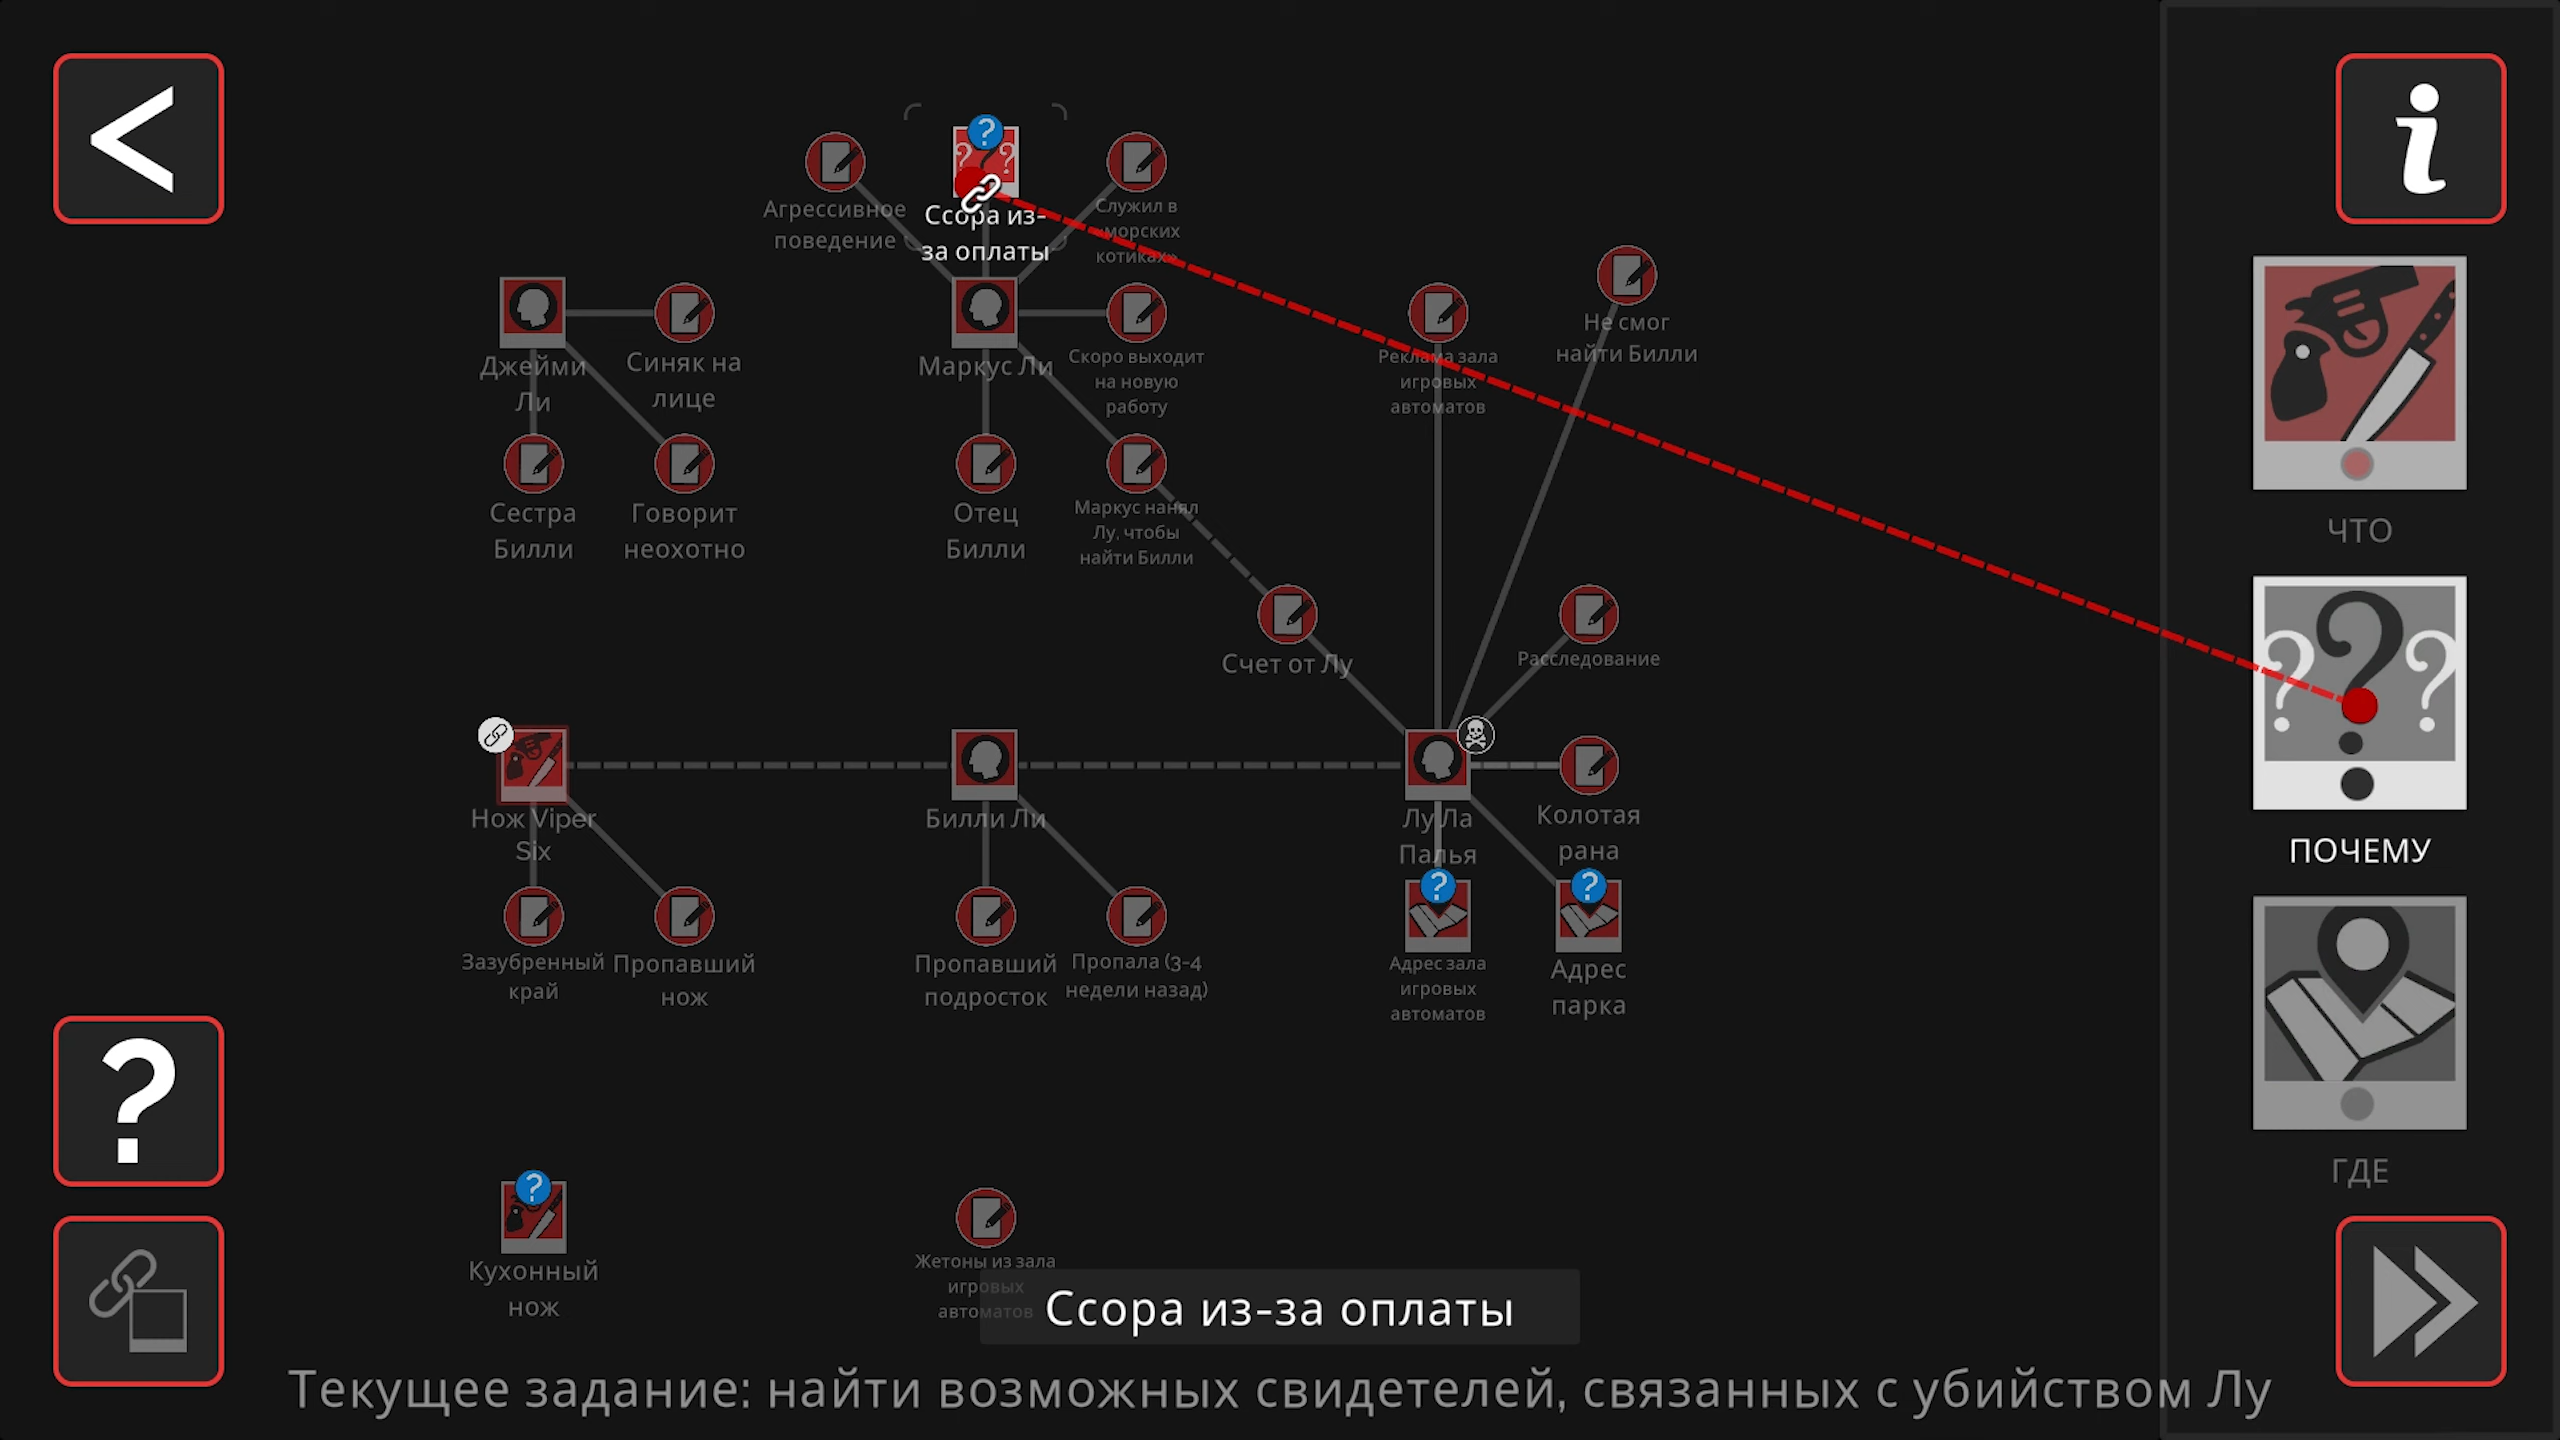 Агрессивное
поведение
Ссора из-
за оплаты
Служил в
«морских
котиках»
Джейми
Ли
Синяк на
лице
Маркус Ли
Скоро выходит
на новую
работу
Реклама зала
игровых
автоматов
Не смог
найти Билли
ЧТО
Сестра
Билли
Говорит
неохотно
Отец
Билли
Маркус нанял
Лу, чтобы
найти Билли
Счет от Лу
Расследование
Нож Viper
Six
Билли Ли
Лу Ла
Палья
Колотая
рана
ПОЧЕМУ
Зазубренный
край
Пропавший
нож
Пропавший
подросток
Пропала (3-4
недели назад)
Адрес зала
игровых
автоматов
Адрес
парка
ГДЕ
Кухонный
нож
Жетоны из зала
игровых
автоматов
Ссора из-за оплаты
Текущее задание: найти возможных свидетелей, связанных с убийством Лу